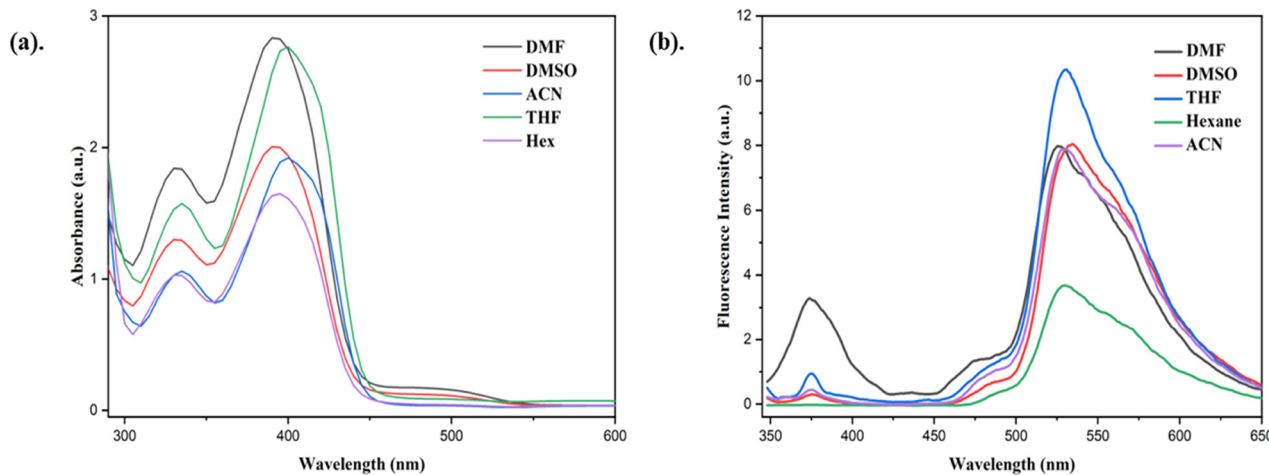 (a).
Absorbance (a.u.)
3
2
1
0
DMF
DMSO
ACN
THF
Hex
300
400
500
600
Wavelength (nm)
(b).
Fluorescence Intensity (a.u.)
12
10
8
6
4
2
0
DMF
DMSO
THF
Hexane
ACN
350
400
450
500
550
600
650
Wavelength (nm)